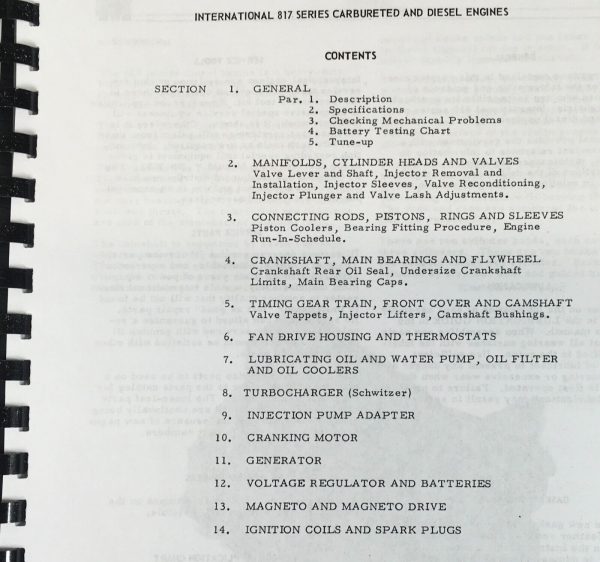 INTERNATIONAL 817 SERIES CARBURETED AND DIESEL ENGINES
CONTENTS
SECTION 1. GENERAL
Par. 1. Description
2. Specifications
3. Checking Mechanical Problems
4. Battery Testing Chart
5. Tune-up
2. MANIFOLDS, CYLINDER HEADS AND VALVES
Valve Lever and Shaft, Injector Removal and
Installation, Injector Sleeves, Valve Reconditioning,
Injector Plunger and Valve Lash Adjustments.
3. CONNECTING RODS, PISTONS, RINGS AND SLEEVES
Piston Coolers, Bearing Fitting Procedure, Engine
Run-In-Schedule.
4. CRANKSHAFT, MAIN BEARINGS AND FLYWHEEL
Crankshaft Rear Oil Seal, Undersize Crankshaft
Limits, Main Bearing Caps.
5. TIMING GEAR TRAIN, FRONT COVER AND CAMSHAFT
Valve Tappets, Injector Lifters, Camshaft Bushings.
6. FAN DRIVE HOUSING AND THERMOSTATS
7. LUBRICATING OIL AND WATER PUMP, OIL FILTER
AND OIL COOLERS
8. TURBOCHARGER (Schwitzer)
9. INJECTION PUMP ADAPTER
10. CRANKING MOTOR
11. GENERATOR
12. VOLTAGE REGULATOR AND BATTERIES
13. MAGNETO AND MAGNETO DRIVE
14. IGNITION COILS AND SPARK PLUGS